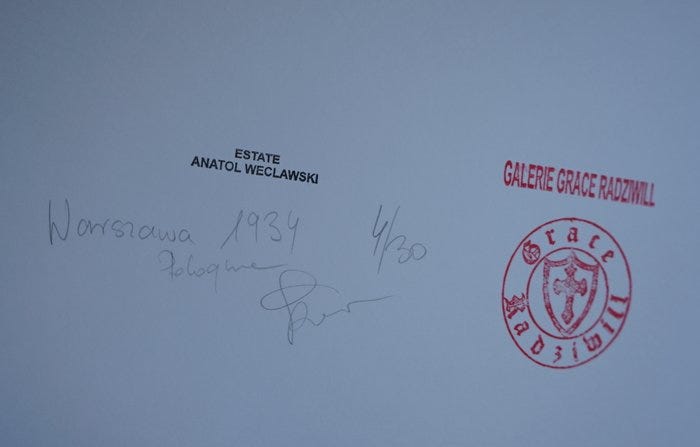 ESTATE
ANATOL WECLAWSKI
GALERIE GRACE RADZIWILL
Warszawa 1934 4/30
Pologne
Grace Radziwill